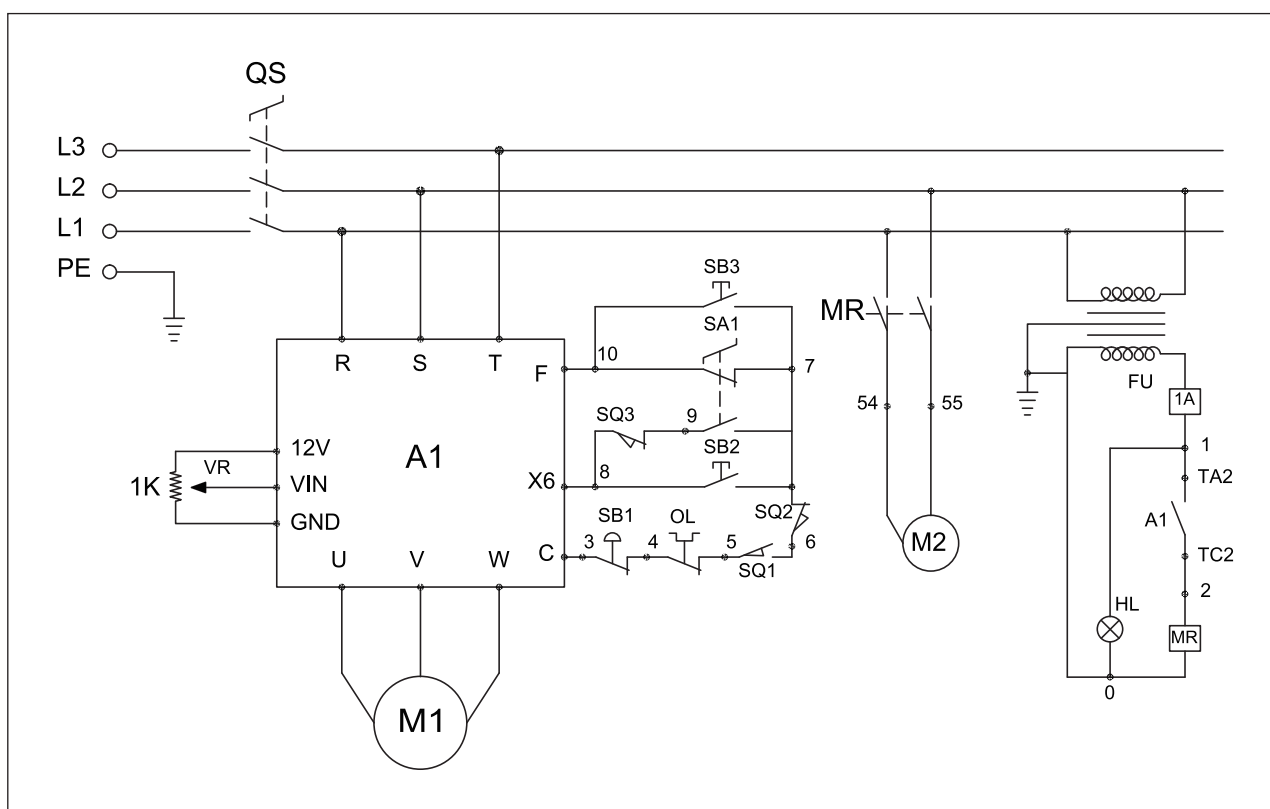 QS
L3
L2
L1
PE
SB3
MR
SA1
R S T
F 10 7
FU
1A
54 55
SQ3 9
12V
A1
SB2
1
1K VR VIN
X6 8
TA2
GND
SQ2
A1
SB1 OL
U V W
C 3 4 5 6
SQ1
M2
TC2
2
HL
MR
0
M1